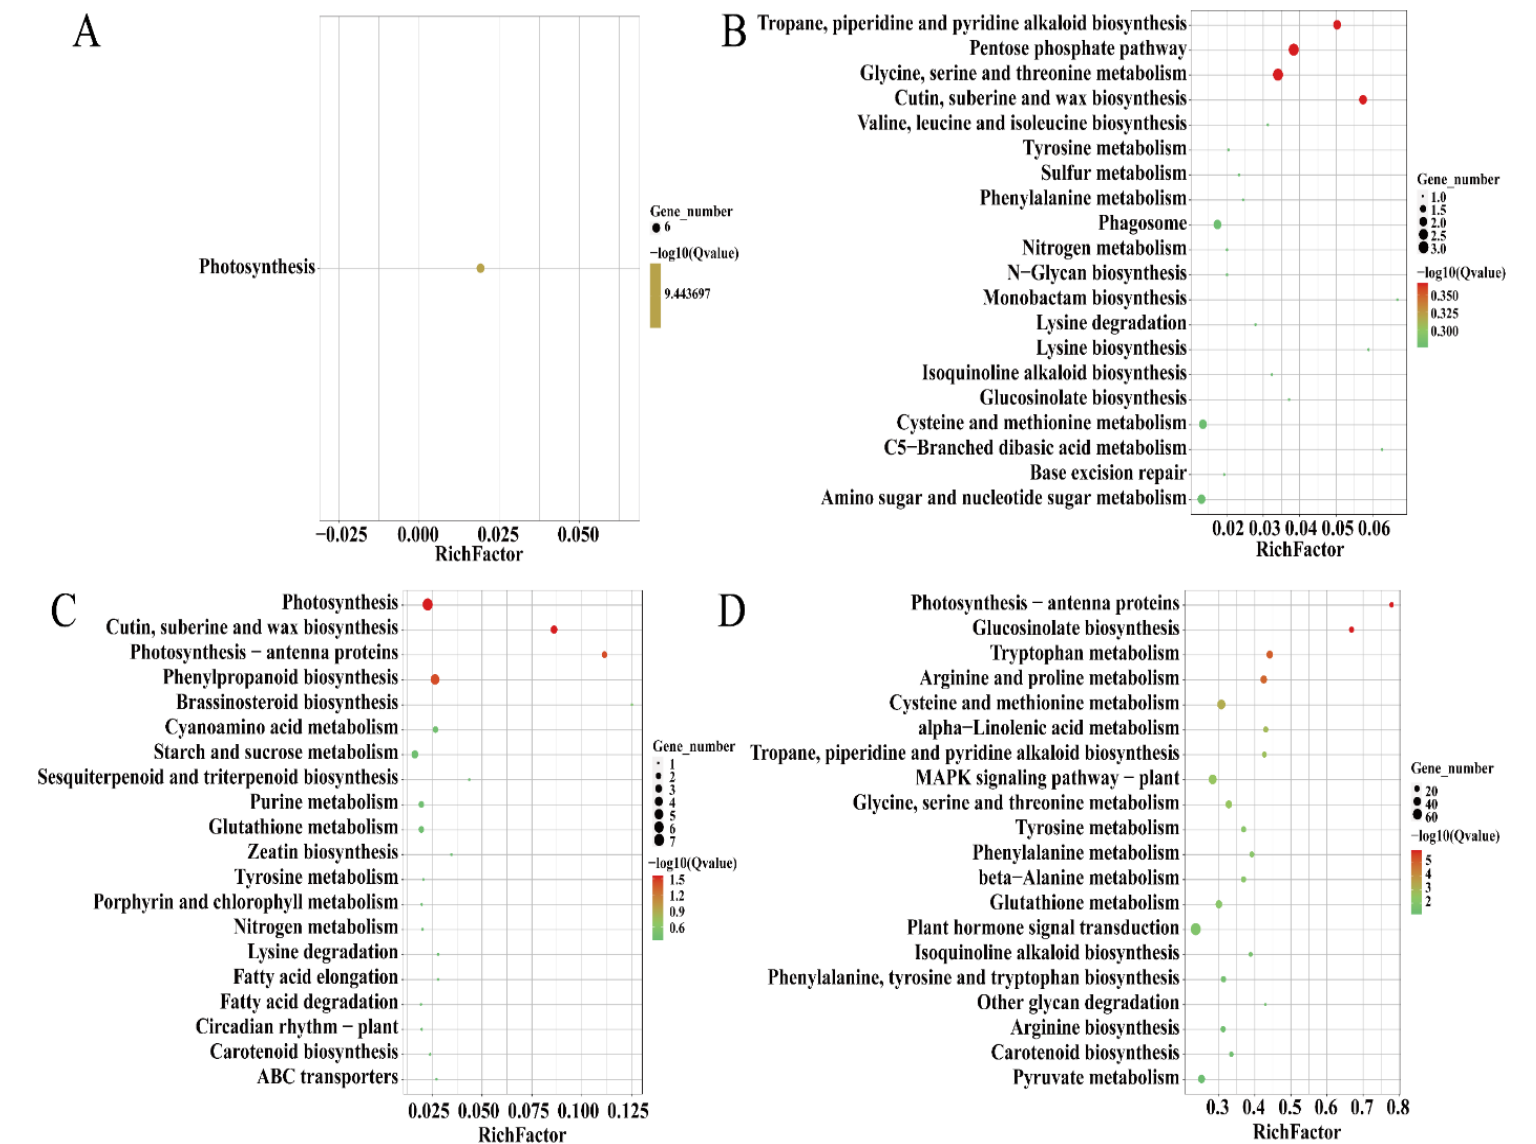 A
Photosynthesis
−0.025 0.000 0.025 0.050
RichFactor
Gene_number
6
−log10(Qvalue)
9.443697
B
Tropane, piperidine and pyridine alkaloid biosynthesis
Pentose phosphate pathway
Glycine, serine and threonine metabolism
Cutin, suberine and wax biosynthesis
Valine, leucine and isoleucine biosynthesis
Tyrosine metabolism
Sulfur metabolism
Phenylalanine metabolism
Phagosome
Nitrogen metabolism
N−Glycan biosynthesis
Monobactam biosynthesis
Lysine degradation
Lysine biosynthesis
Isoquinoline alkaloid biosynthesis
Glucosinolate biosynthesis
Cysteine and methionine metabolism
C5−Branched dibasic acid metabolism
Base excision repair
Amino sugar and nucleotide sugar metabolism
0.02 0.03 0.04 0.05 0.06
RichFactor
Gene_number
1.0
1.5
2.0
2.5
3.0
−log10(Qvalue)
0.350
0.325
0.300
C
Photosynthesis
Cutin, suberine and wax biosynthesis
Photosynthesis − antenna proteins
Phenylpropanoid biosynthesis
Brassinosteroid biosynthesis
Cyanoamino acid metabolism
Starch and sucrose metabolism
Sesquiterpenoid and triterpenoid biosynthesis
Purine metabolism
Glutathione metabolism
Zeatin biosynthesis
Tyrosine metabolism
Porphyrin and chlorophyll metabolism
Nitrogen metabolism
Lysine degradation
Fatty acid elongation
Fatty acid degradation
Circadian rhythm − plant
Carotenoid biosynthesis
ABC transporters
0.025 0.050 0.075 0.100 0.125
RichFactor
Gene_number
1
2
3
4
5
6
7
−log10(Qvalue)
1.5
1.2
0.9
0.6
D
Photosynthesis − antenna proteins
Glucosinolate biosynthesis
Tryptophan metabolism
Arginine and proline metabolism
Cysteine and methionine metabolism
alpha−Linolenic acid metabolism
Tropane, piperidine and pyridine alkaloid biosynthesis
MAPK signaling pathway − plant
Glycine, serine and threonine metabolism
Tyrosine metabolism
Phenylalanine metabolism
beta−Alanine metabolism
Glutathione metabolism
Plant hormone signal transduction
Isoquinoline alkaloid biosynthesis
Phenylalanine, tyrosine and tryptophan biosynthesis
Other glycan degradation
Arginine biosynthesis
Carotenoid biosynthesis
Pyruvate metabolism
0.3 0.4 0.5 0.6 0.7 0.8
RichFactor
Gene_number
20
40
60
−log10(Qvalue)
5
4
3
2